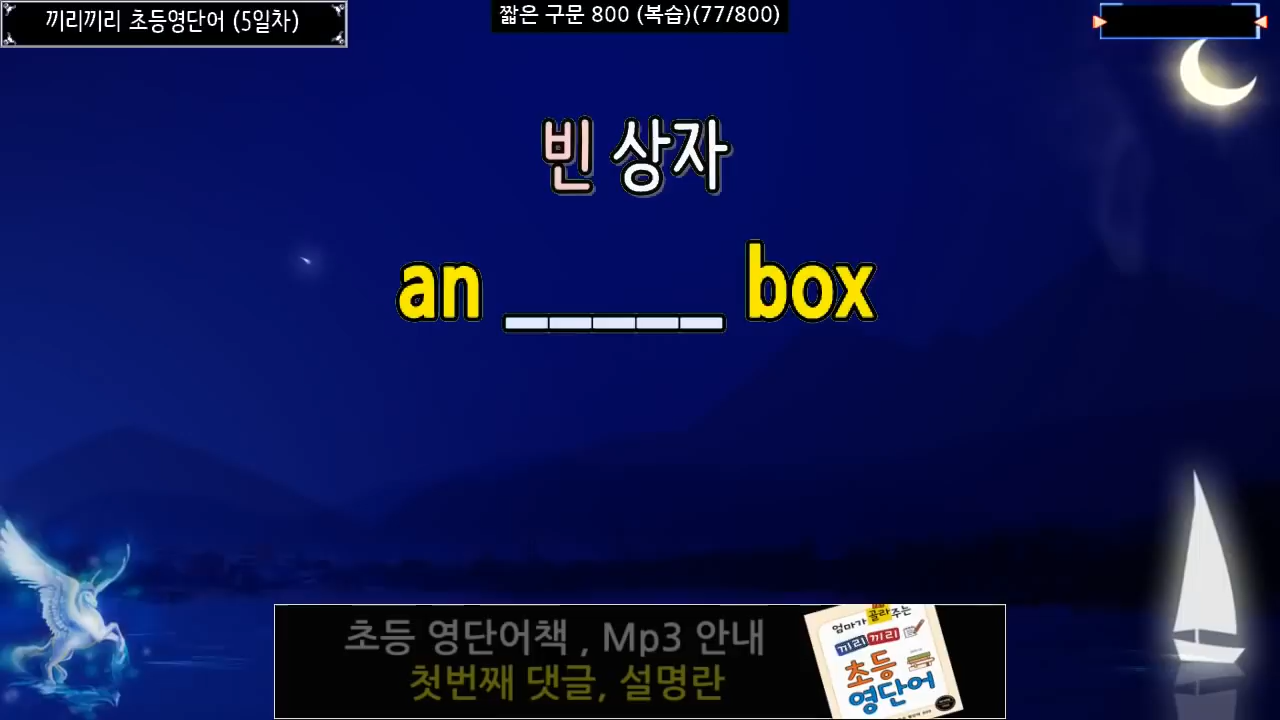 끼리끼리 초등영단어 (5일차)
짧은 구문 800 (복습)(77/800)
빈 상자
an _____ box
초등 영단어책 , Mp3 안내
첫번째 댓글, 설명란
엄마가 골라주는
끼리끼리
초등
영단어